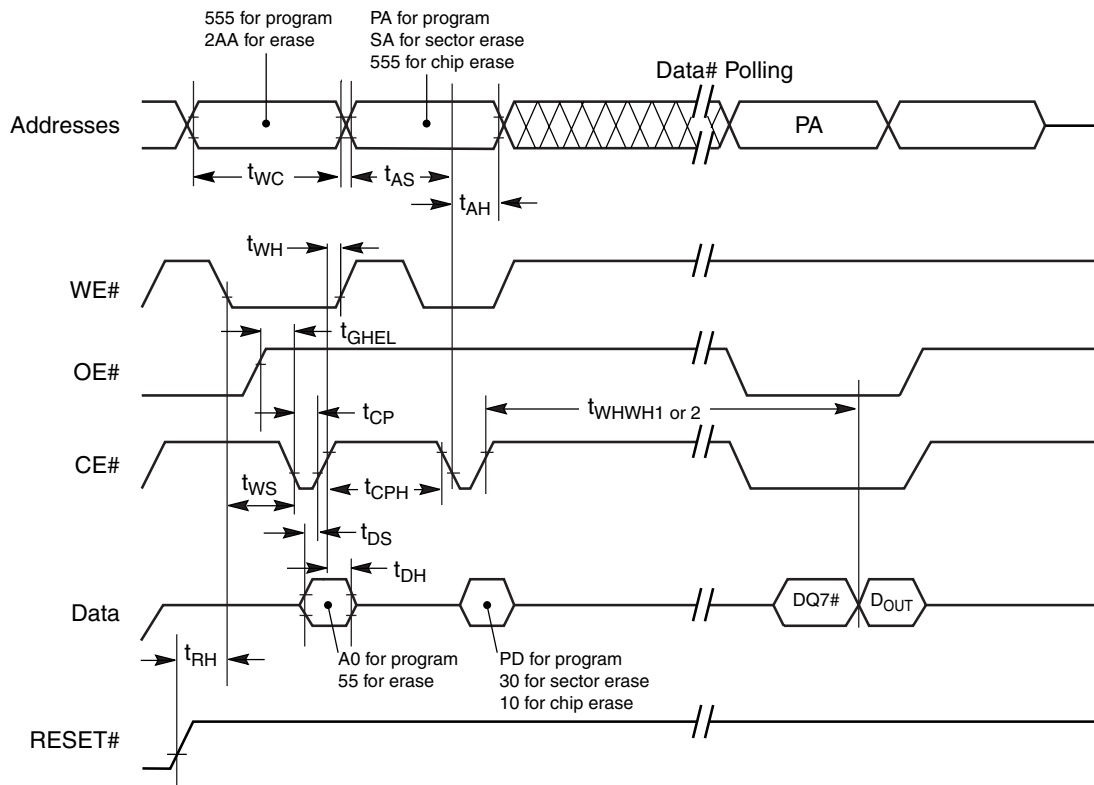 555 for program
2AA for erase
PA for program
SA for sector erase
555 for chip erase
Data# Polling
Addresses
PA
tWC
tAS
tAH
tWH
WE#
tGHEL
OE#
tWHWH1 or 2
tCP
CE#
tWS
tCPH
tDS
tDH
Data
DQ7#
DOUT
tRH
A0 for program
55 for erase
PD for program
30 for sector erase
10 for chip erase
RESET#